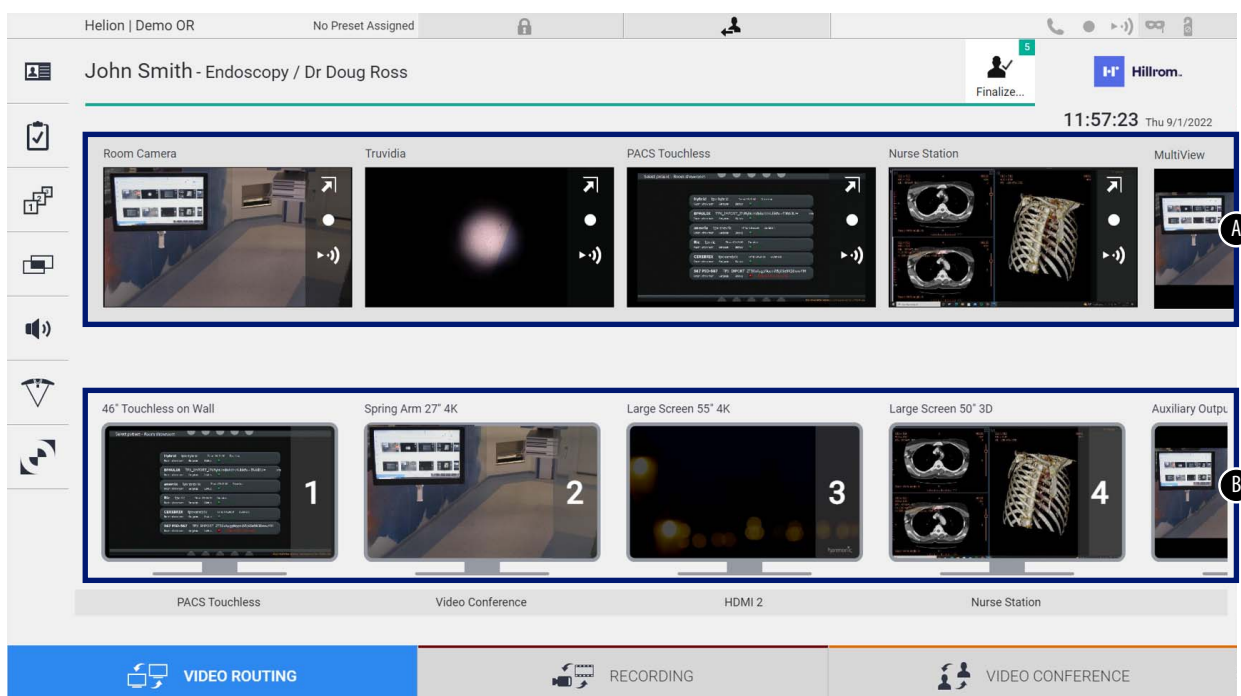 Helion | Demo OR No Preset Assigned
5
John Smith - Endoscopy / Dr Doug Ross
Finalize...
H-r Hillrom™
11:57:23 Thu 9/1/2022
Room Camera Truvidia PACS Touchless Nurse Station MultiView
A
46" Touchless on Wall Spring Arm 27" 4K Large Screen 55" 4K Large Screen 50" 3D Auxiliary Outpu
1 2 3 4
B
PACS Touchless Video Conference HDMI 2 Nurse Station
VIDEO ROUTING RECORDING VIDEO CONFERENCE